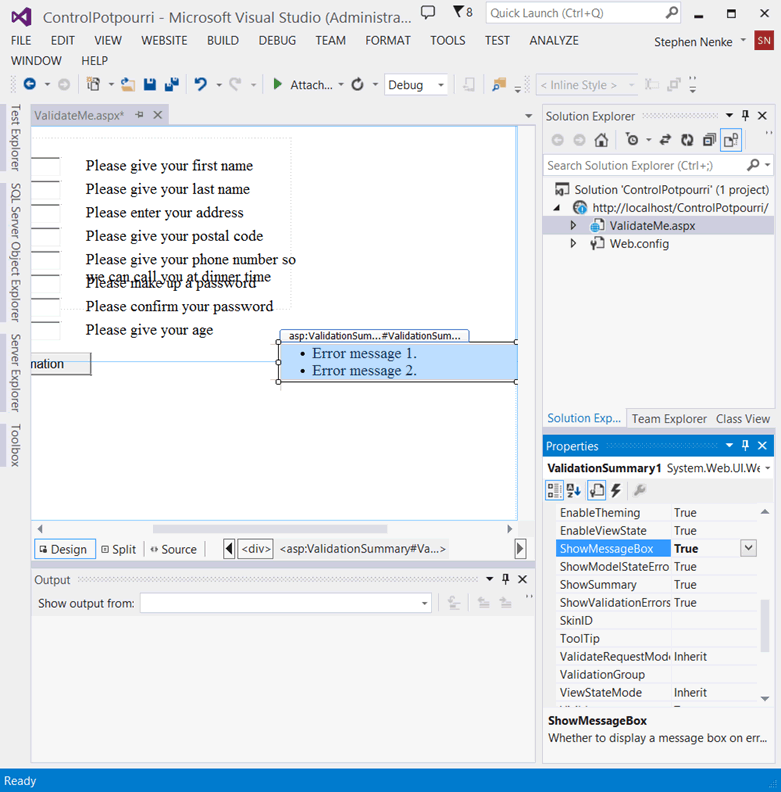 ControlPotpourri - Microsoft Visual Studio (Administra...
8
Quick Launch (Ctrl+Q)
FILE EDIT VIEW WEBSITE BUILD DEBUG TEAM FORMAT TOOLS TEST ANALYZE
Stephen Nenke
SN
WINDOW HELP
Attach...
Debug
< Inline Style >
Test Explorer
SQL Server Object Explorer
Server Explorer
Toolbox
ValidateMe.aspx*
Please give your first name
Please give your last name
Please enter your address
Please give your postal code
Please give your phone number so
we can call you at dinner time
Please make up a password
Please confirm your password
Please give your age
asp:ValidationSum...#ValidationSum...
• Error message 1.
• Error message 2.
mation
Design Split Source <div> <asp:ValidationSummary#Va...>
Output
Show output from:
Solution Explorer
Search Solution Explorer (Ctrl+;)
Solution 'ControlPotpourri' (1 project)
http://localhost/ControlPotpourri/
ValidateMe.aspx
Web.config
Solution Exp... Team Explorer Class View
Properties
ValidationSummary1 System.Web.UI.We
EnableTheming True
EnableViewState True
ShowMessageBox True
ShowModelStateErro True
ShowSummary True
ShowValidationErrors True
SkinID
ToolTip
ValidateRequestMode Inherit
ValidationGroup
ViewStateMode Inherit
ShowMessageBox
Whether to display a message box on err...
Ready